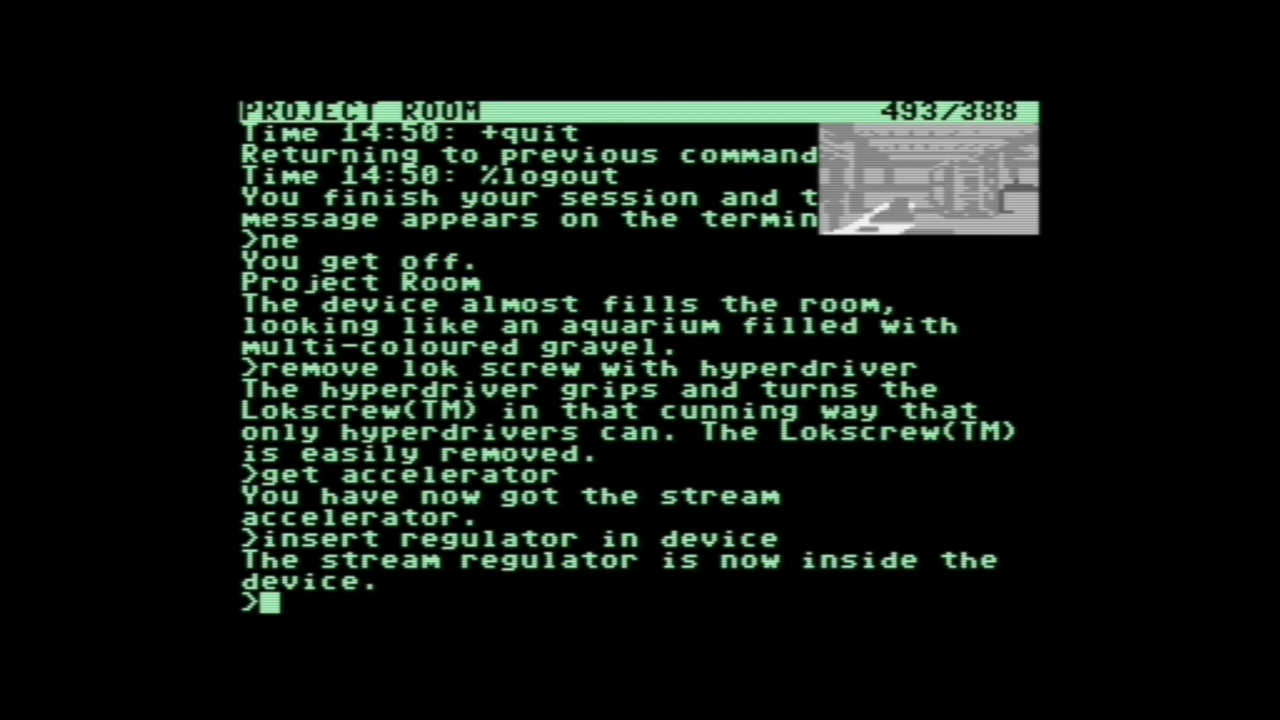 PROJECT ROOM 493/388
Time 14:50: +quit
Returning to previous command
Time 14:50: %logout
You finish your session and t
message appears on the termin
>ne
You get off.
Project Room
The device almost fills the room,
looking like an aquarium filled with
multi-coloured gravel.
>remove lok screw with hyperdriver
The hyperdriver grips and turns the
Lokscrew(TM) in that cunning way that
only hyperdrivers can. The Lokscrew(TM)
is easily removed.
>get accelerator
You have now got the stream
accelerator.
>insert regulator in device
The stream regulator is now inside the
device.
>